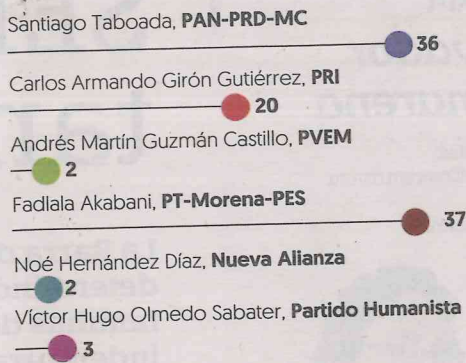 Santiago Taboada, PAN-PRD-MC
36
Carlos Armando Girón Gutiérrez, PRI
20
Andrés Martín Guzmán Castillo, PVEM
2
Fadlala Akabani, PT-Morena-PES
37
Noé Hernández Díaz, Nueva Alianza
2
Víctor Hugo Olmedo Sabater, Partido Humanista
3